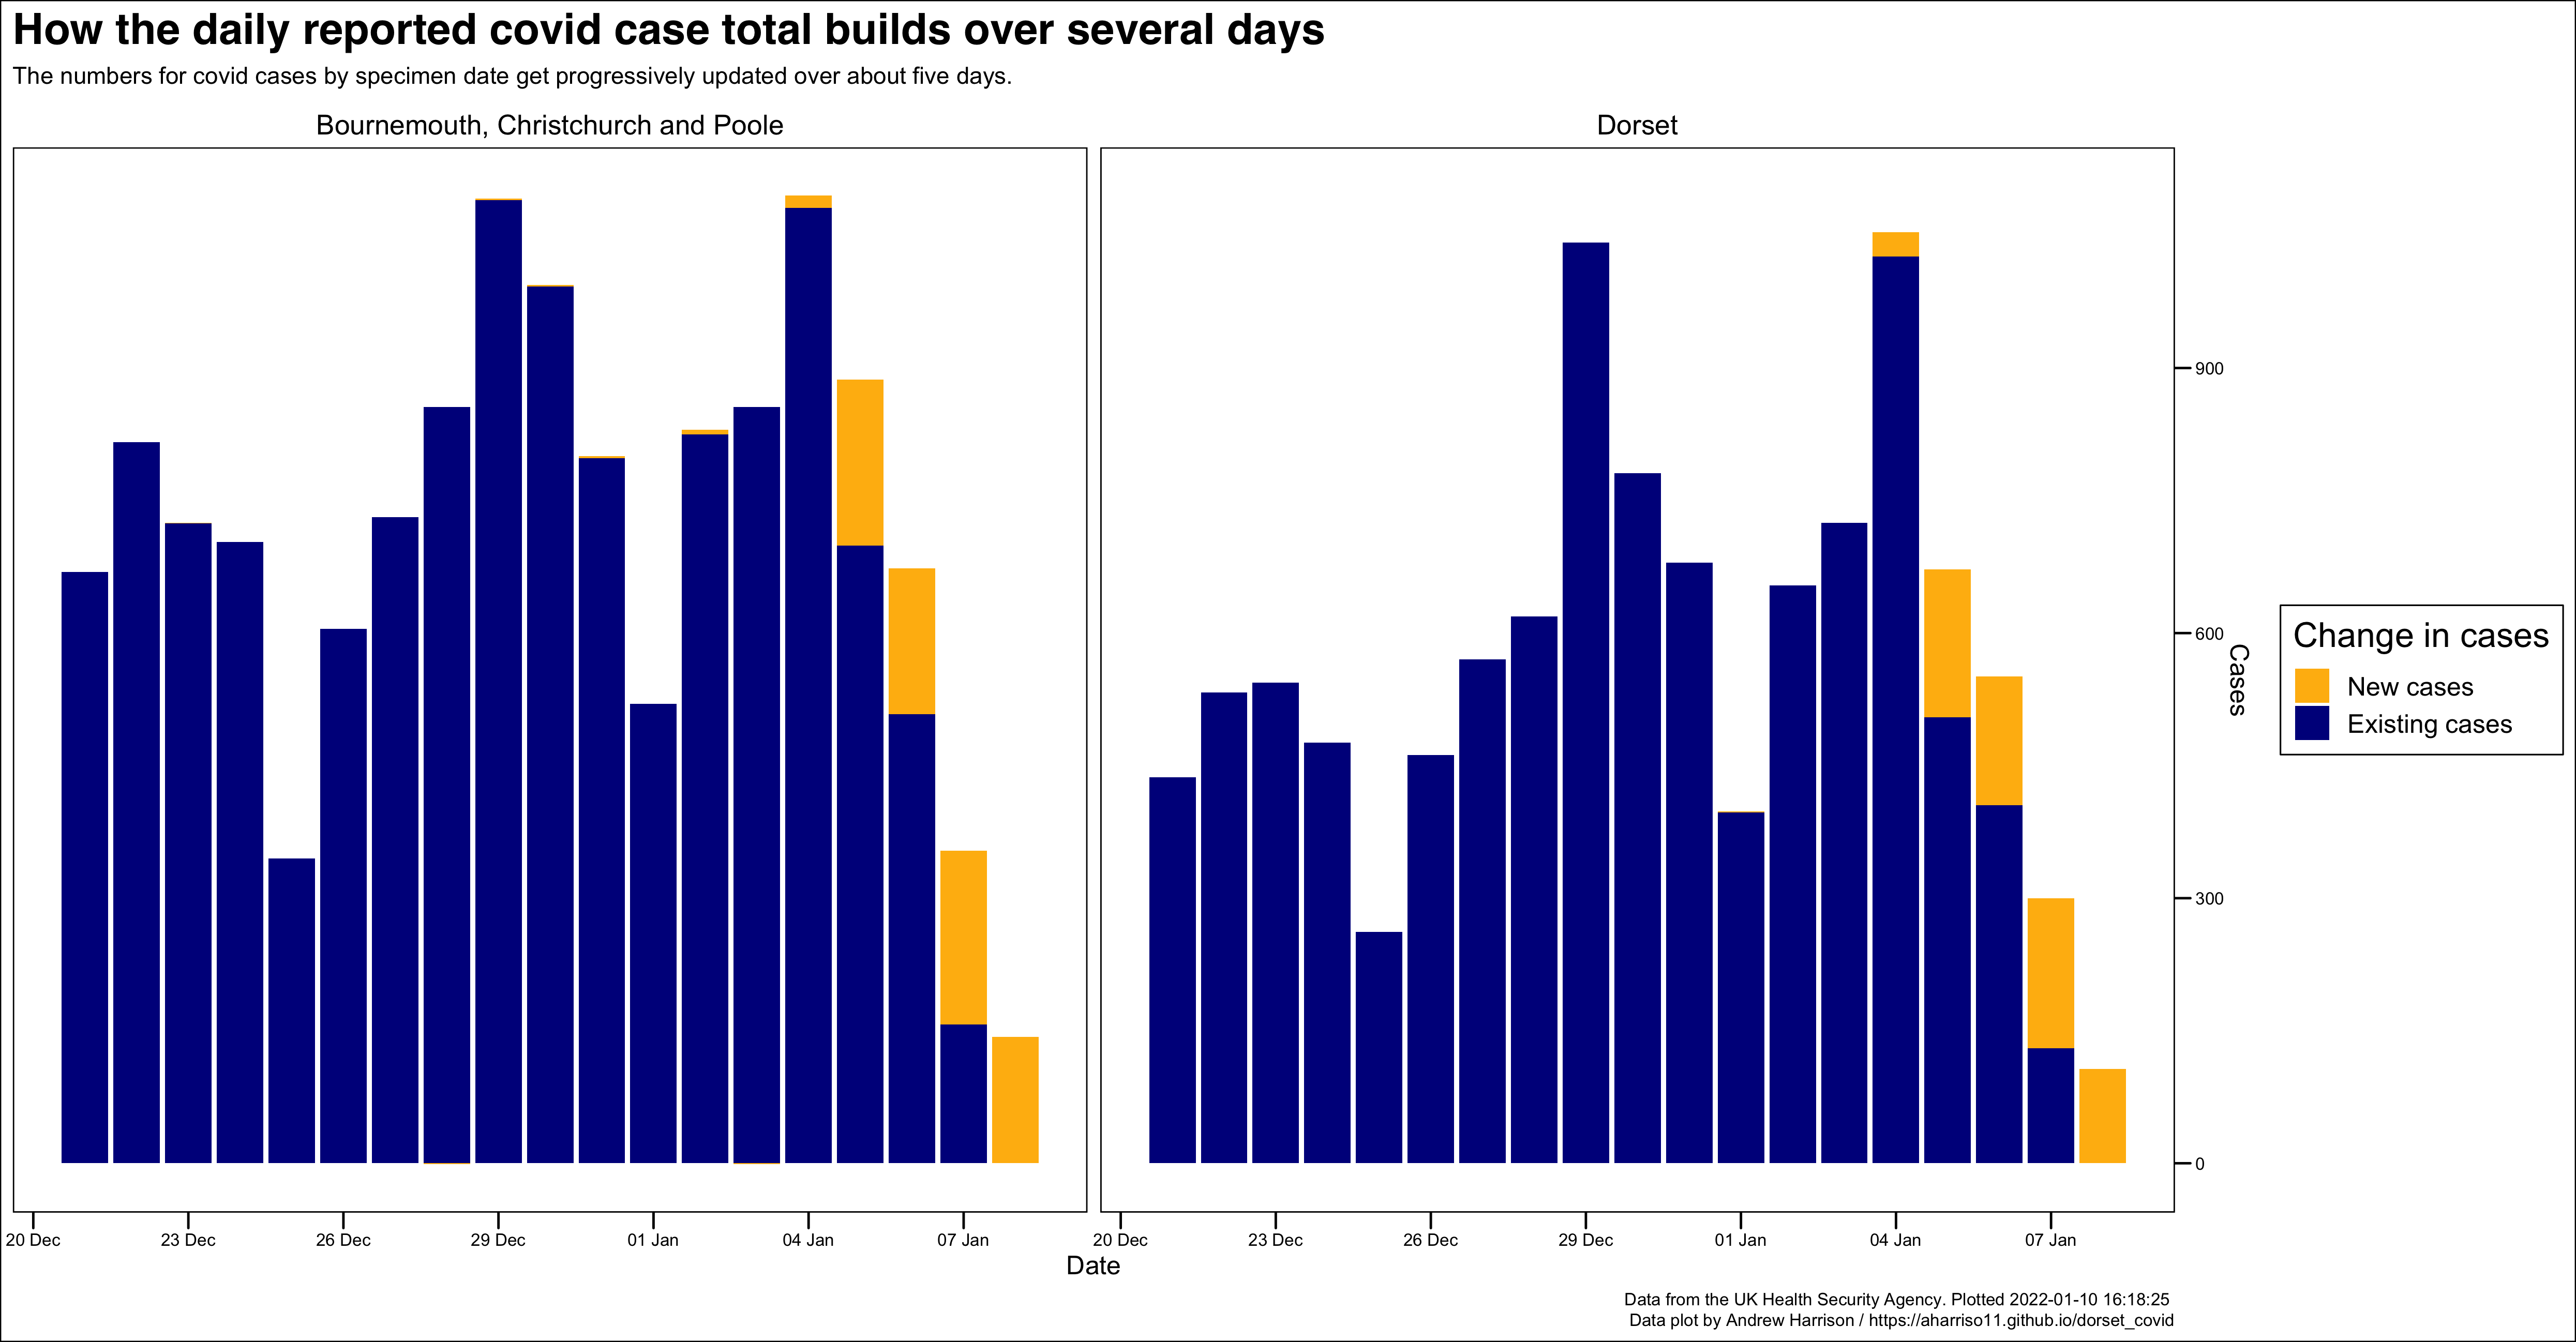 How the daily reported covid case total builds over several days
The numbers for covid cases by specimen date get progressively updated over about five days.
Bournemouth, Christchurch and Poole
Dorset
900
600
300
0
Cases
Change in cases
New cases
Existing cases
20 Dec 23 Dec 26 Dec 29 Dec 01 Jan 04 Jan 07 Jan
20 Dec 23 Dec 26 Dec 29 Dec 01 Jan 04 Jan 07 Jan
Date
Data from the UK Health Security Agency. Plotted 2022-01-10 16:18:25
Data plot by Andrew Harrison / https://aharriso11.github.io/dorset_covid